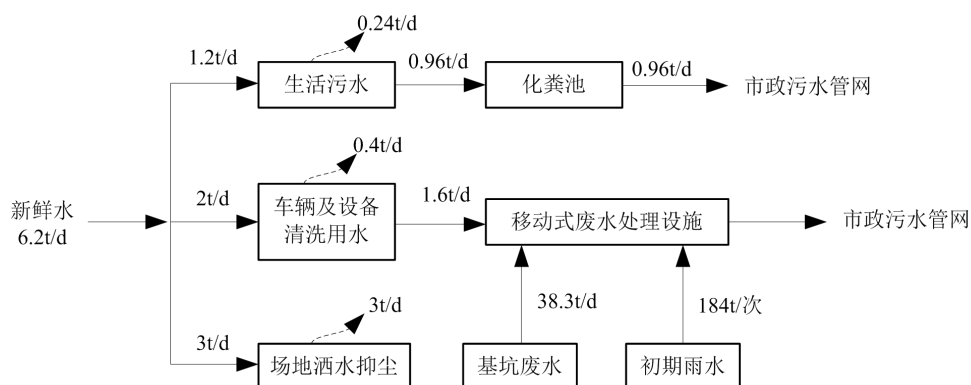 0.24t/d
1.2t/d
生活污水
0.96t/d
化粪池
0.96t/d
市政污水管网
0.4t/d
新鲜水
6.2t/d
2t/d
车辆及设备
清洗用水
1.6t/d
移动式废水处理设施
市政污水管网
38.3t/d
184t/次
3t/d
3t/d
场地洒水抑尘
基坑废水
初期雨水